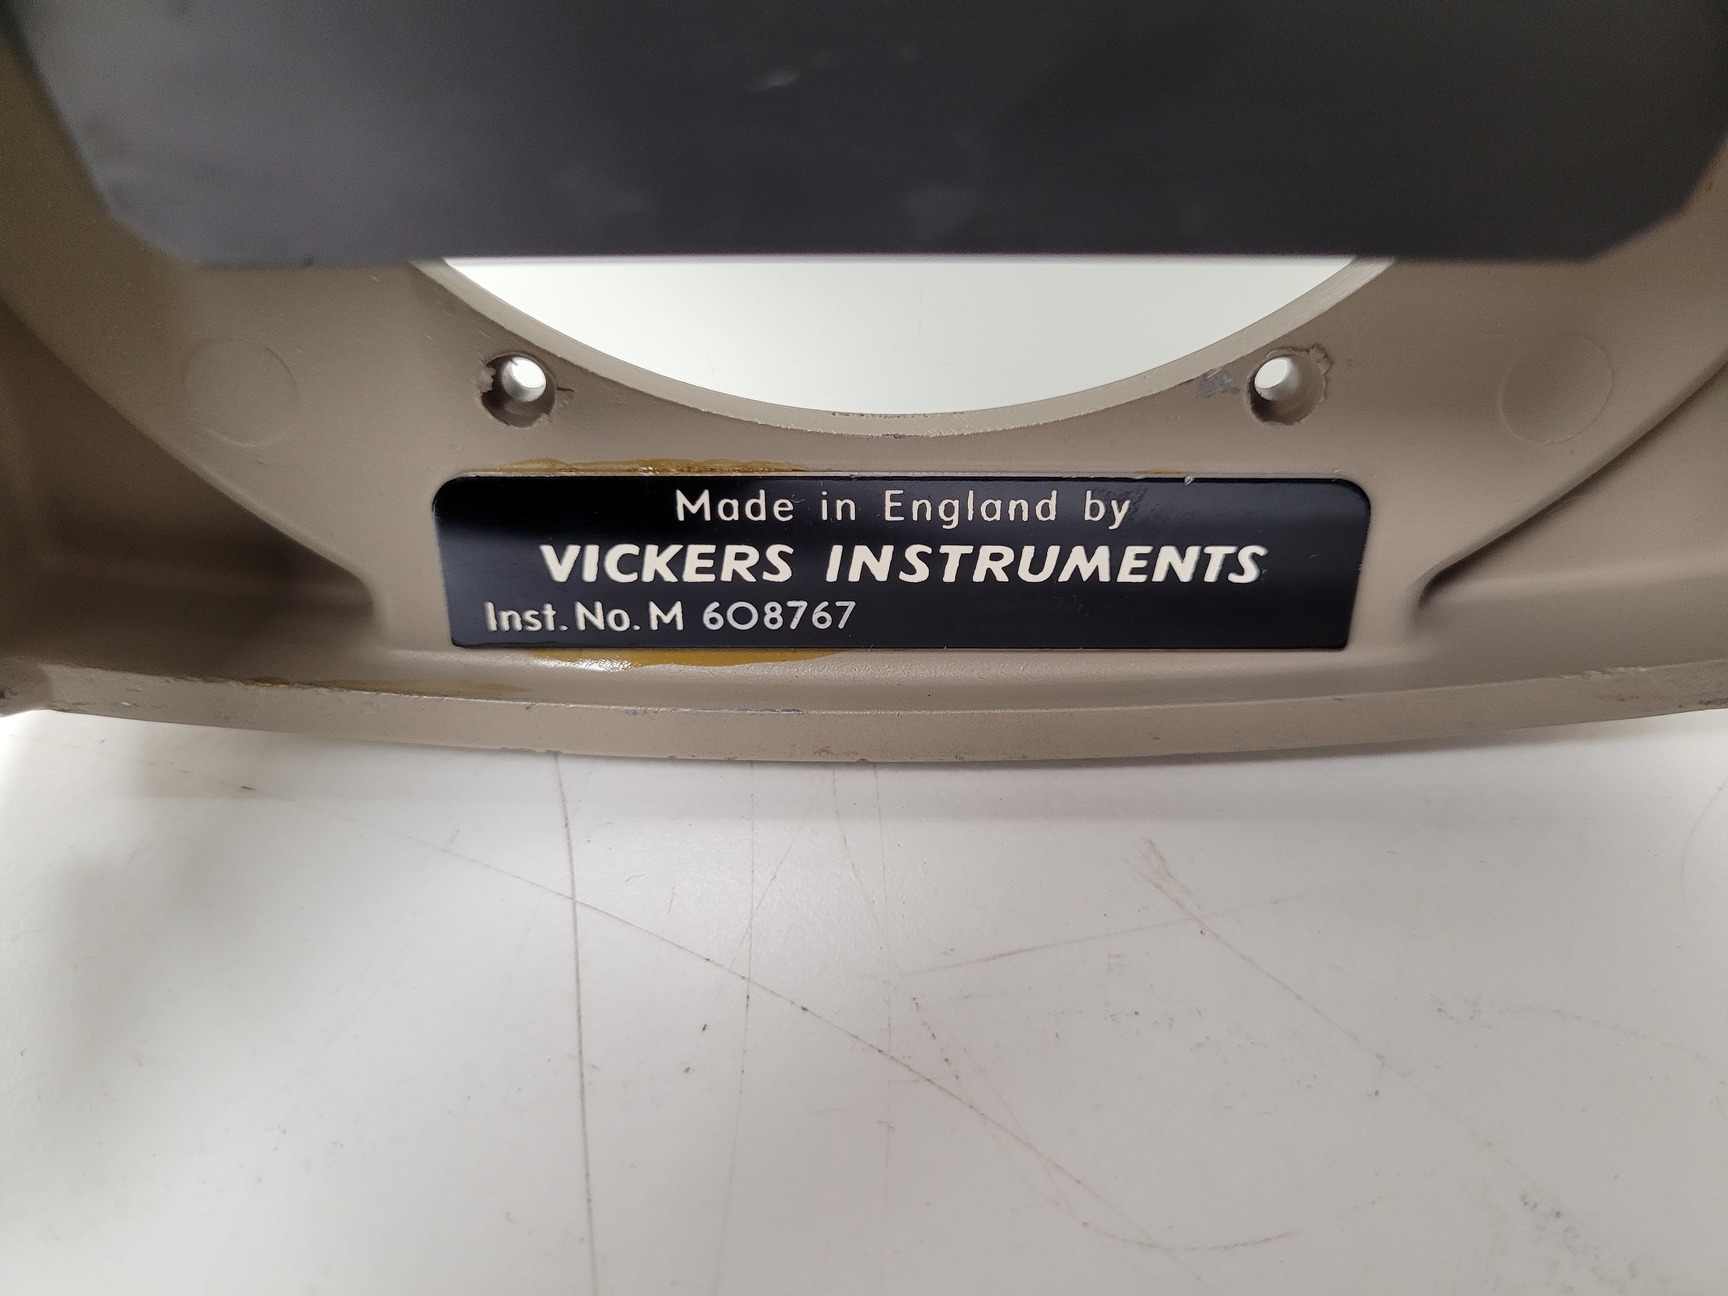 Made in England by
VICKERS INSTRUMENTS
Inst. No. M 608767